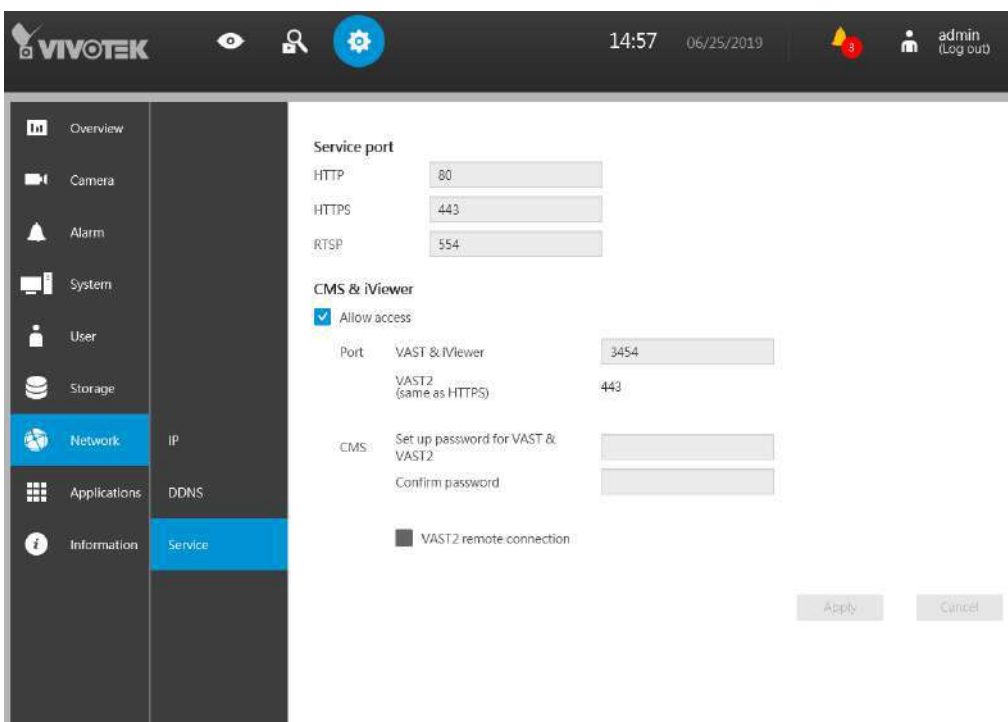 VIVOTEK
14:57 06/25/2019
3
admin
(Log out)
Overview
Camera
Alarm
System
User
Storage
Network
Applications
Information
IP
DDNS
Service
Service port
HTTP 80
HTTPS 443
RTSP 554
CMS & iViewer
Allow access
Port VAST & iViewer 3454
VAST2
(same as HTTPS) 443
CMS Set up password for VAST &
VAST2
Confirm password
VAST2 remote connection
Apply Cancel